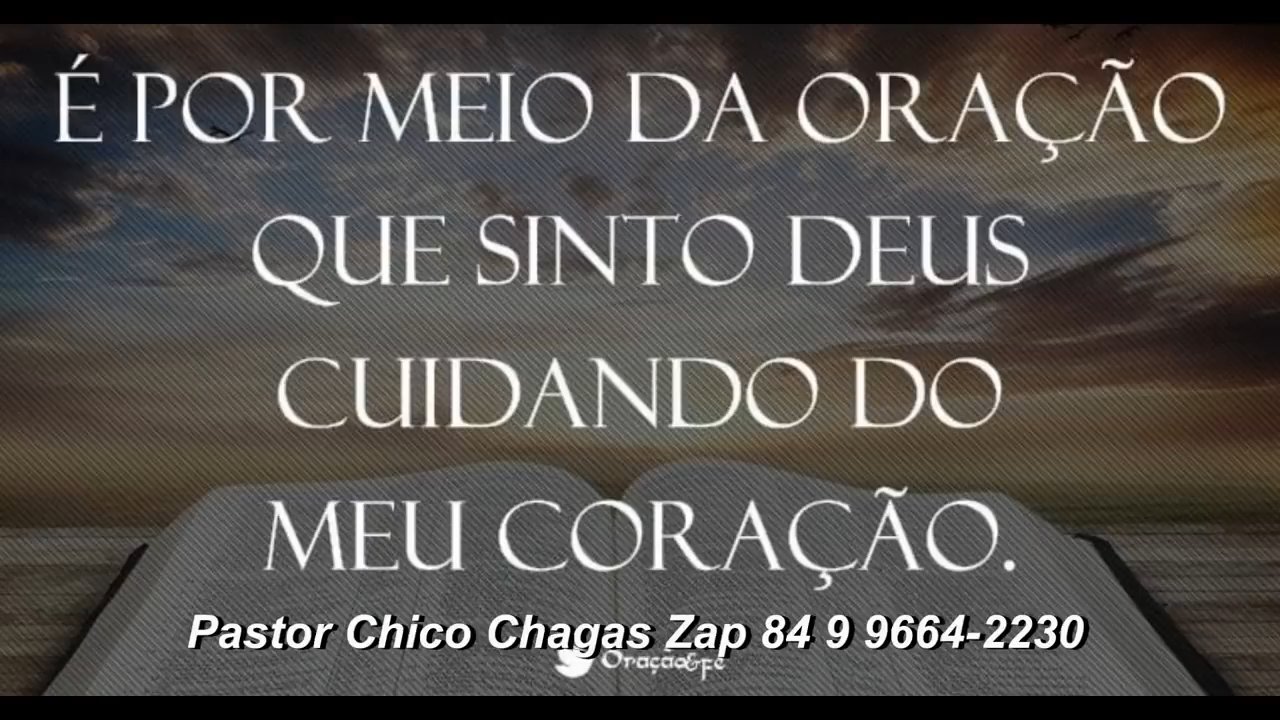 É POR MEIO DA ORAÇÃO
QUE SINTO DEUS
CUIDANDO DO
MEU CORAÇÃO.
Pastor Chico Chagas Zap 84 9 9664-2230
Oração&Fé